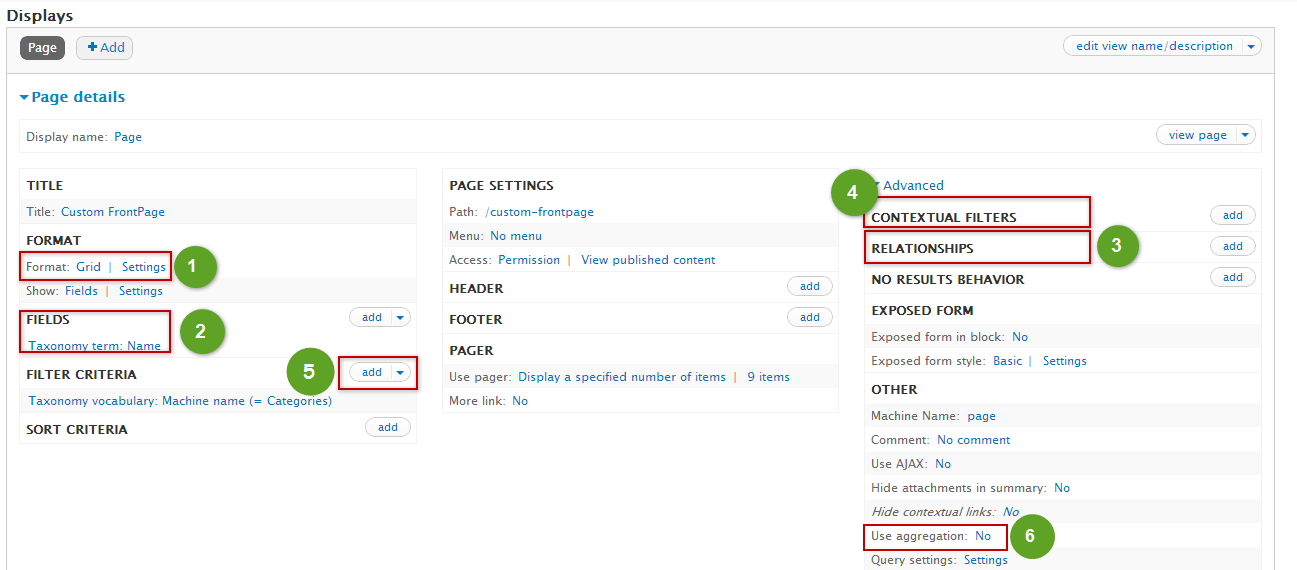 Displays
Page
+ Add
edit view name/description
Page details
Display name: Page
view page
TITLE
Title: Custom FrontPage
FORMAT
Format: Grid | Settings
1
Show: Fields | Settings
FIELDS
add
2
Taxonomy term: Name
FILTER CRITERIA
5
add
Taxonomy vocabulary: Machine name (= Categories)
SORT CRITERIA
add
PAGE SETTINGS
Path: /custom-frontpage
Menu: No menu
Access: Permission | View published content
HEADER
add
FOOTER
add
PAGER
Use pager: Display a specified number of items | 9 items
More link: No
4
Advanced
CONTEXTUAL FILTERS
add
RELATIONSHIPS
3
add
NO RESULTS BEHAVIOR
add
EXPOSED FORM
Exposed form in block: No
Exposed form style: Basic | Settings
OTHER
Machine Name: page
Comment: No comment
Use AJAX: No
Hide attachments in summary: No
Hide contextual links: No
Use aggregation: No
6
Query settings: Settings